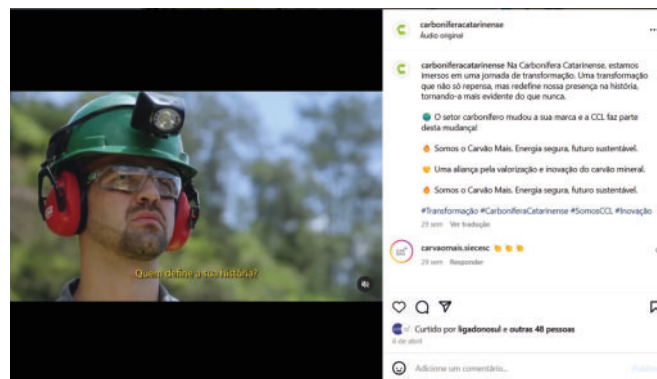 carboniferacatarinense
Áudio original
carboniferacatarinense Na Carbonífera Catarinense, estamos
imersos em uma jornada de transformação. Uma transformação
que não só repensa, mas redefine nossa presença na história,
tornando-a mais evidente do que nunca.
O setor carbonífero mudou a sua marca e a CCL faz parte
desta mudança!
Somos o Carvão Mais. Energia segura, futuro sustentável.
Uma aliança pela valorização e inovação do carvão mineral.
Somos o Carvão Mais. Energia segura, futuro sustentável.
#Transformação #CarboníferaCatarinense #SomosCCL #Inovação
29 sem Ver tradução
carvaomais.siecesc
29 sem Responder
Quem define a sua história?
Curtido por ligadonosul e outras 48 pessoas
6 de abril
Adicione um comentário...